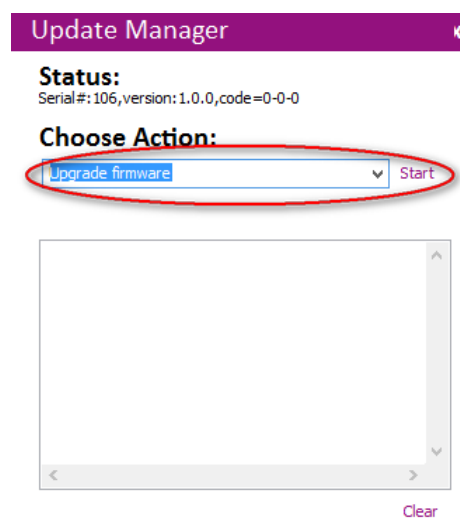 Update Manager
Status:
Serial#:106,version:1.0.0,code=0-0-0
Choose Action:
Upgrade firmware
Start
Clear